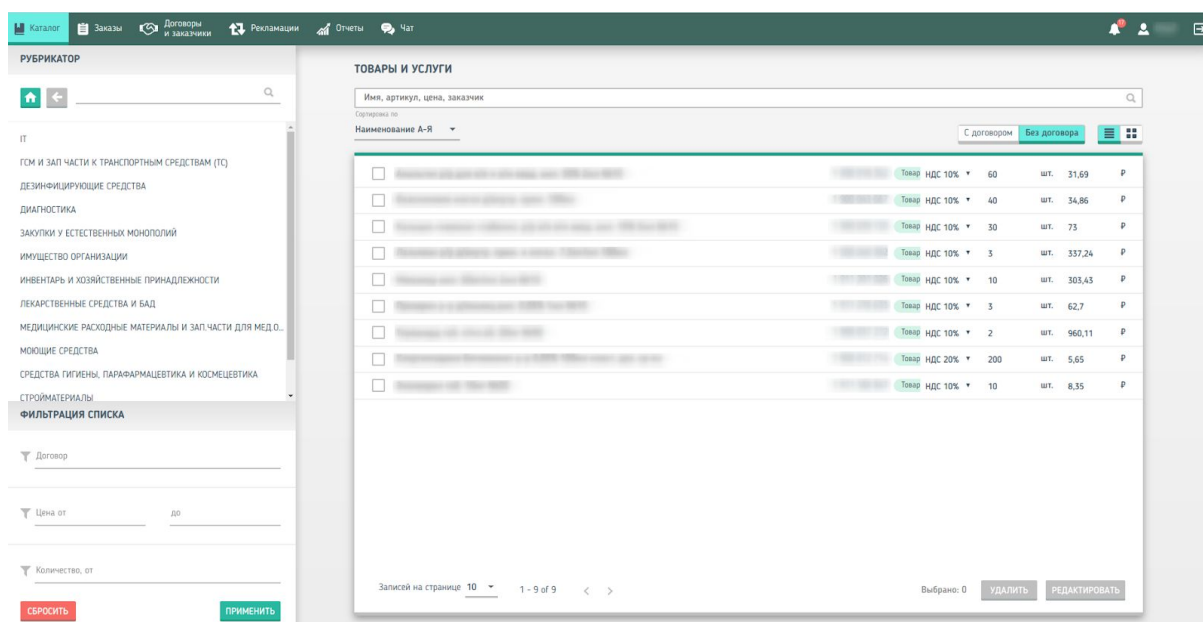 Каталог Заказы Договоры и заказчики Рекламации Отчеты Чат 17
РУБРИКАТОР
IT
ГСМ И ЗАП ЧАСТИ К ТРАНСПОРТНЫМ СРЕДСТВАМ (ТС)
ДЕЗИНФИЦИРУЮЩИЕ СРЕДСТВА
ДИАГНОСТИКА
ЗАКУПКИ У ЕСТЕСТВЕННЫХ МОНОПОЛИЙ
ИМУЩЕСТВО ОРГАНИЗАЦИИ
ИНВЕНТАРЬ И ХОЗЯЙСТВЕННЫЕ ПРИНАДЛЕЖНОСТИ
ЛЕКАРСТВЕННЫЕ СРЕДСТВА И БАД
МЕДИЦИНСКИЕ РАСХОДНЫЕ МАТЕРИАЛЫ И ЗАП.ЧАСТИ ДЛЯ МЕД.О...
МОЮЩИЕ СРЕДСТВА
СРЕДСТВА ГИГИЕНЫ, ПАРАФАРМАЦЕВТИКА И КОСМЕЦЕВТИКА
СТРОЙМАТЕРИАЛЫ
ФИЛЬТРАЦИЯ СПИСКА
Договор
Цена от до
Количество, от
СБРОСИТЬ ПРИМЕНИТЬ
ТОВАРЫ И УСЛУГИ
Имя, артикул, цена, заказчик
Сортировка по
Наименование А-Я С договором Без договора
Товар НДС 10% 60 шт. 31,69 ₽
Товар НДС 10% 40 шт. 34,86 ₽
Товар НДС 10% 30 шт. 73 ₽
Товар НДС 10% 3 шт. 337,24 ₽
Товар НДС 10% 10 шт. 303,43 ₽
Товар НДС 10% 3 шт. 62,7 ₽
Товар НДС 10% 2 шт. 960,11 ₽
Товар НДС 20% 200 шт. 5,65 ₽
Товар НДС 10% 10 шт. 8,35 ₽
Записей на странице 10 1 - 9 of 9 Выбрано: 0 УДАЛИТЬ РЕДАКТИРОВАТЬ